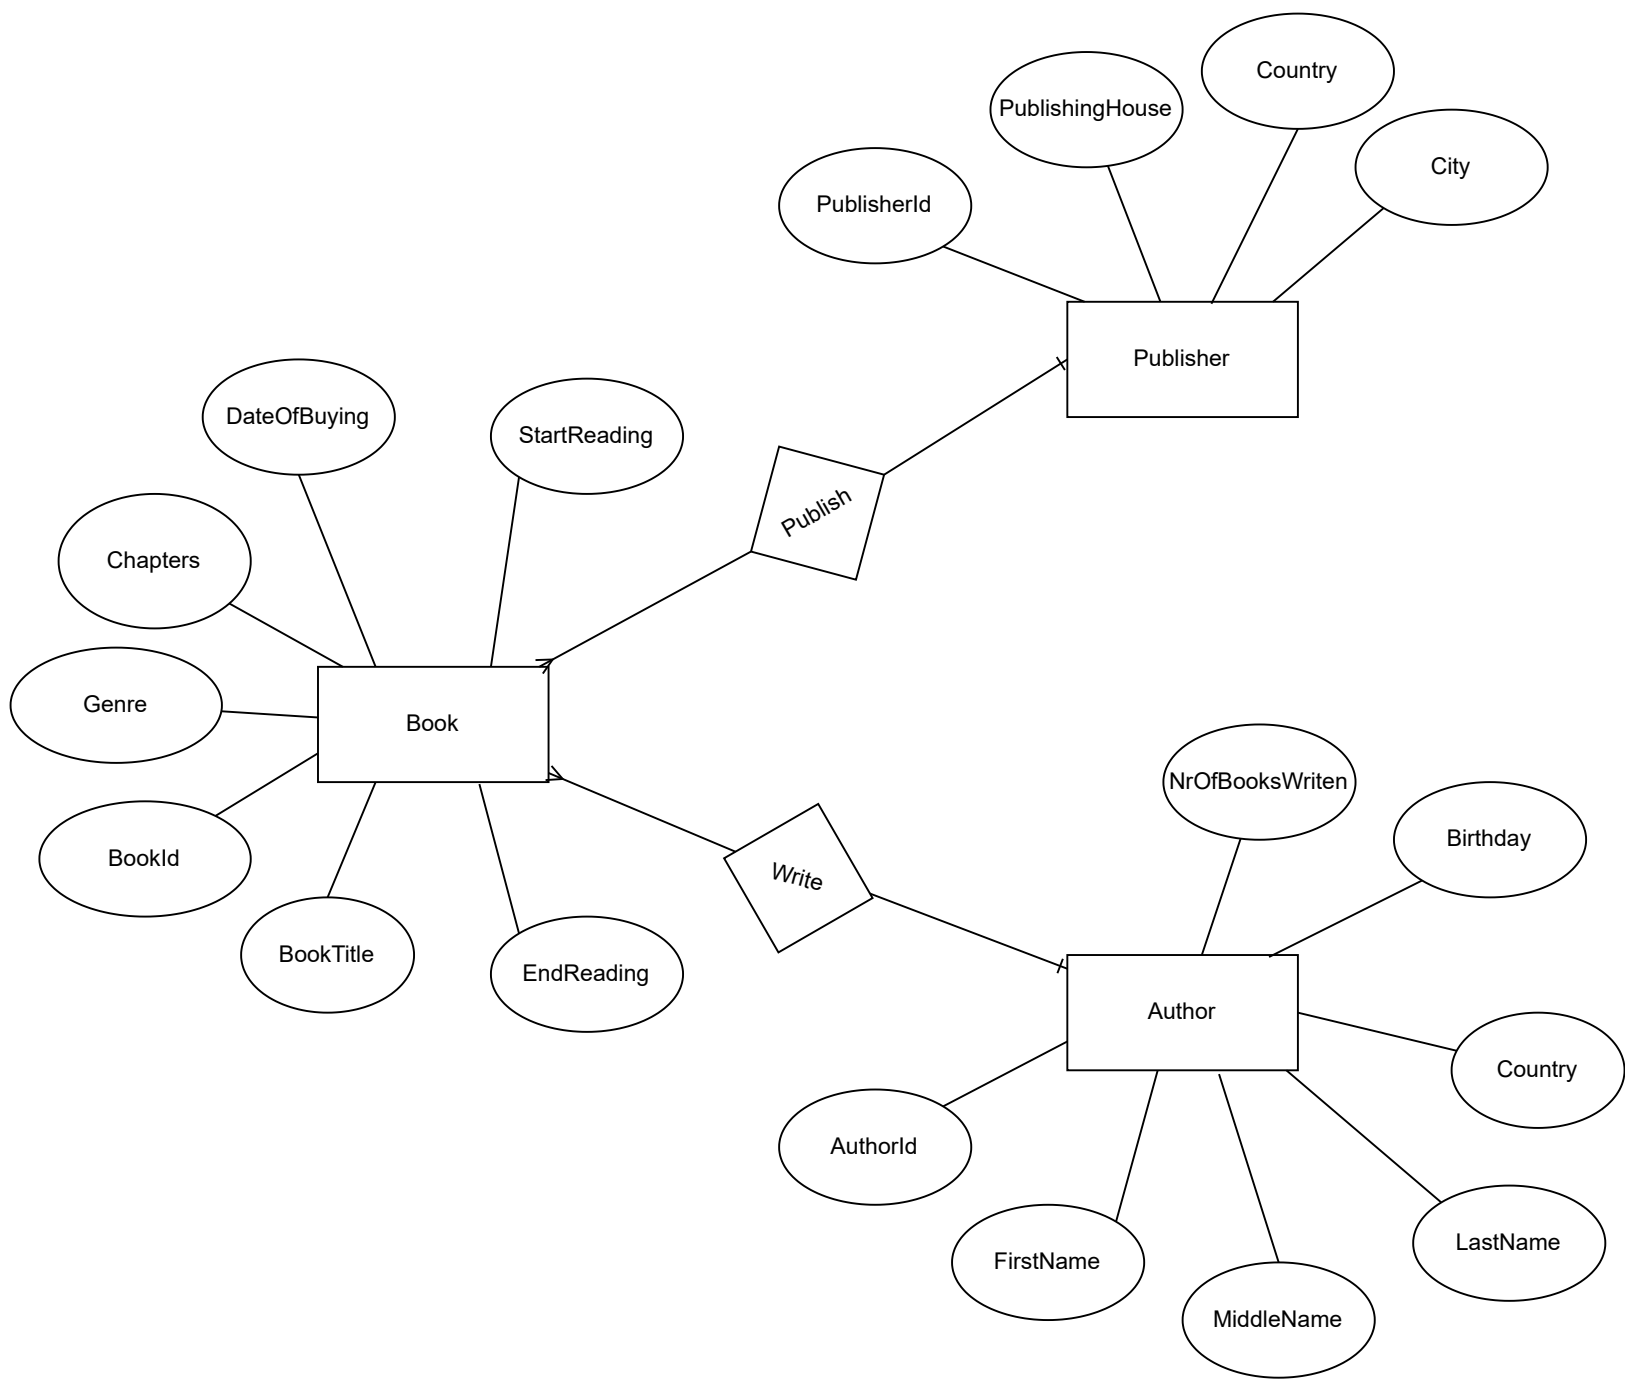 Country
PublishingHouse
City
PublisherId
Publisher
DateOfBuying
StartReading
Publish
Chapters
Genre
Book
NrOfBooksWriten
Birthday
BookId
Write
BookTitle
EndReading
Author
Country
AuthorId
LastName
FirstName
MiddleName